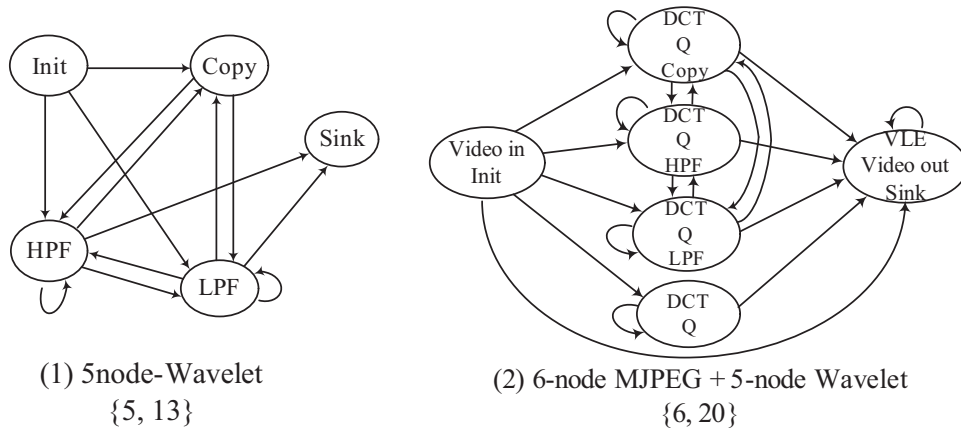 Init
Copy
Sink
HPF
LPF
(1) 5node-Wavelet
{5, 13}
DCT
Q
Copy
DCT
Q
HPF
Video in
Init
VLE
Video out
Sink
DCT
Q
LPF
DCT
Q
(2) 6-node MJPEG + 5-node Wavelet
{6, 20}